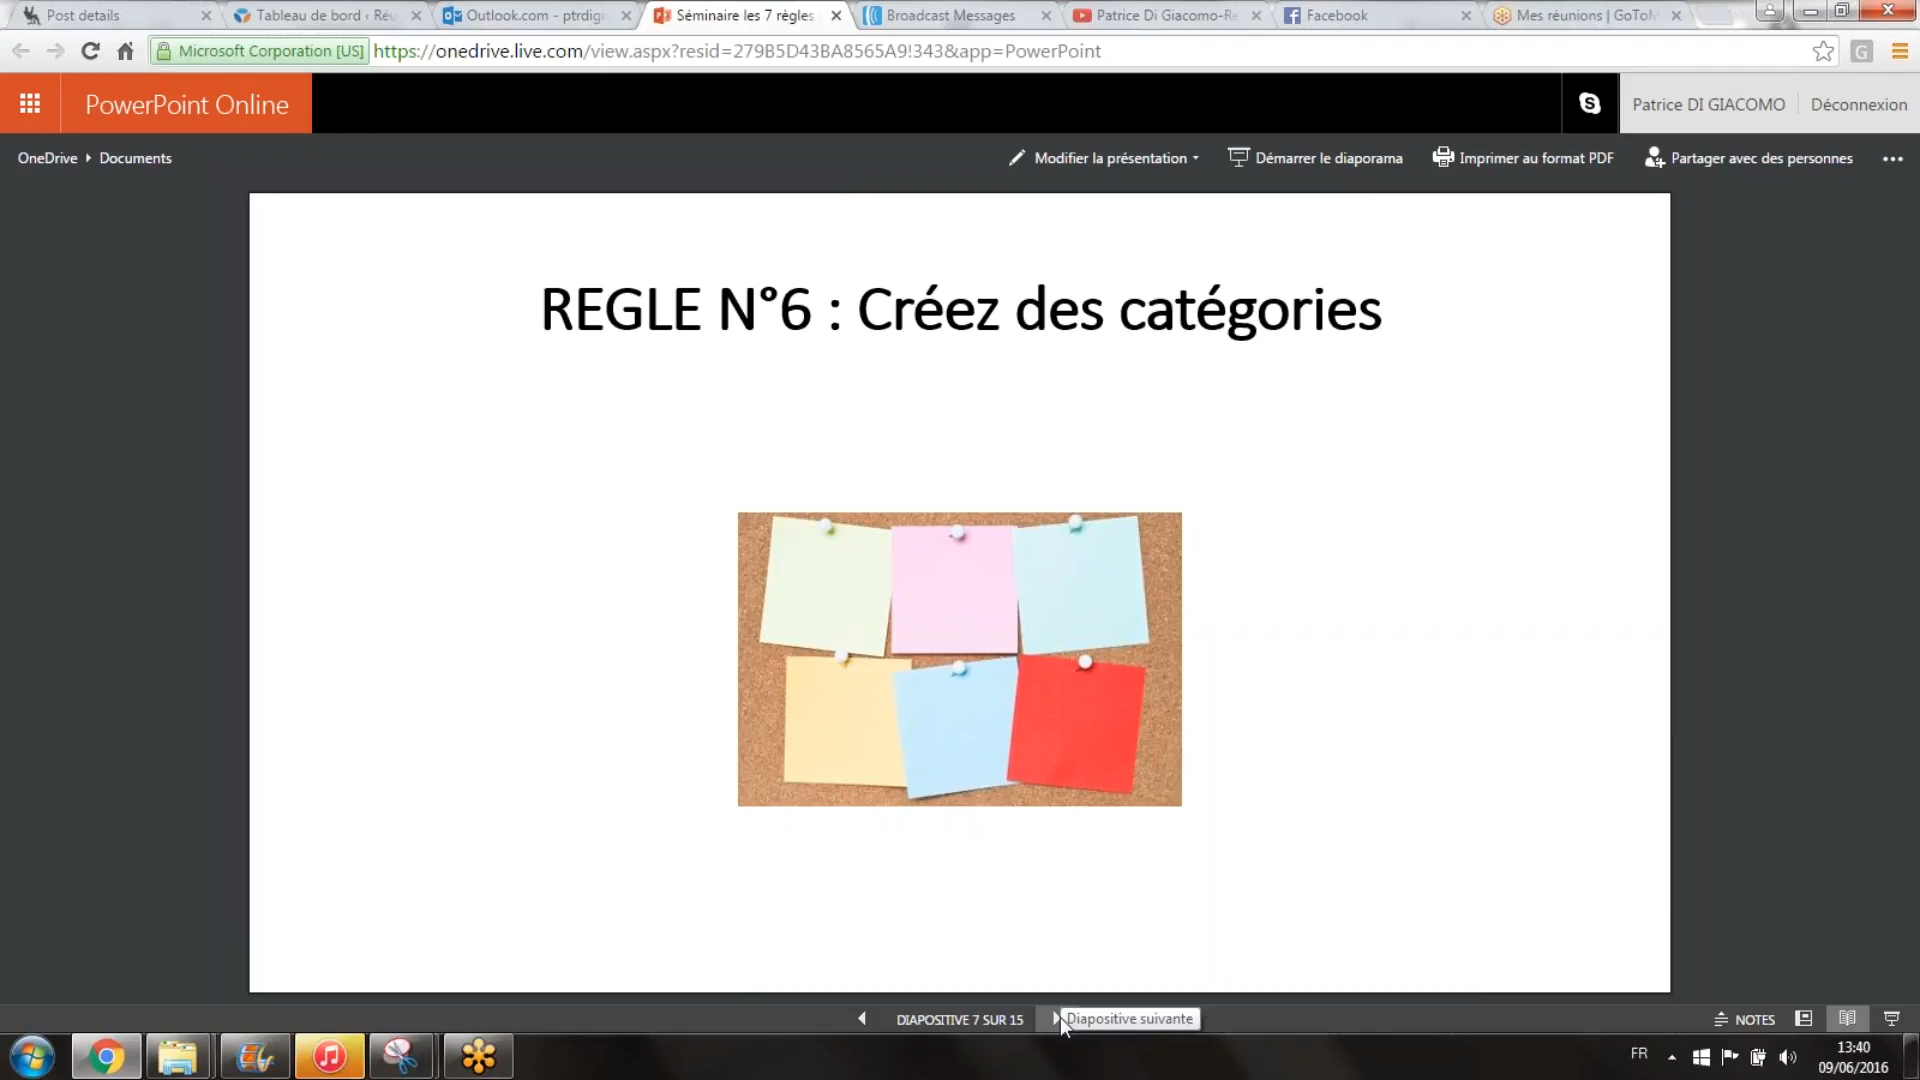 Post details
Tableau de bord ‹ Réu
Outlook.com - ptrdig
Séminaire les 7 règles
Broadcast Messages
Patrice Di Giacomo-Re
Facebook
Mes réunions | GoToM
Microsoft Corporation [US]
https://onedrive.live.com/view.aspx?resid=279B5D43BA8565A9!343&app=PowerPoint
PowerPoint Online
Patrice DI GIACOMO
Déconnexion
OneDrive
Documents
Modifier la présentation
Démarrer le diaporama
Imprimer au format PDF
Partager avec des personnes
REGLE N°6 : Créez des catégories
DIAPOSITIVE 7 SUR 15
Diapositive suivante
NOTES
FR
13:40
09/06/2016